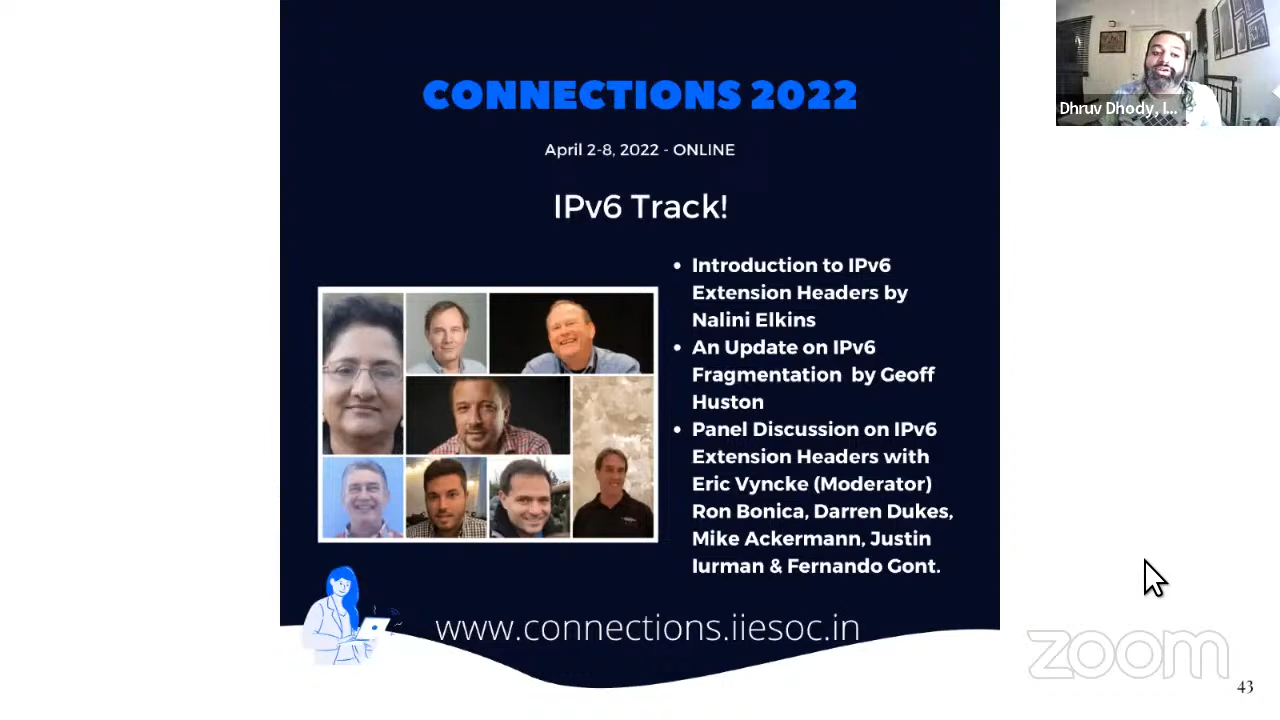 CONNECTIONS 2022
April 2-8, 2022 - ONLINE
IPv6 Track!
• Introduction to IPv6
Extension Headers by
Nalini Elkins
• An Update on IPv6
Fragmentation by Geoff
Huston
• Panel Discussion on IPv6
Extension Headers with
Eric Vyncke (Moderator)
Ron Bonica, Darren Dukes,
Mike Ackermann, Justin
Iurman & Fernando Gont.
www.connections.iiesoc.in
Dhruv Dhody, I...
zoom
43